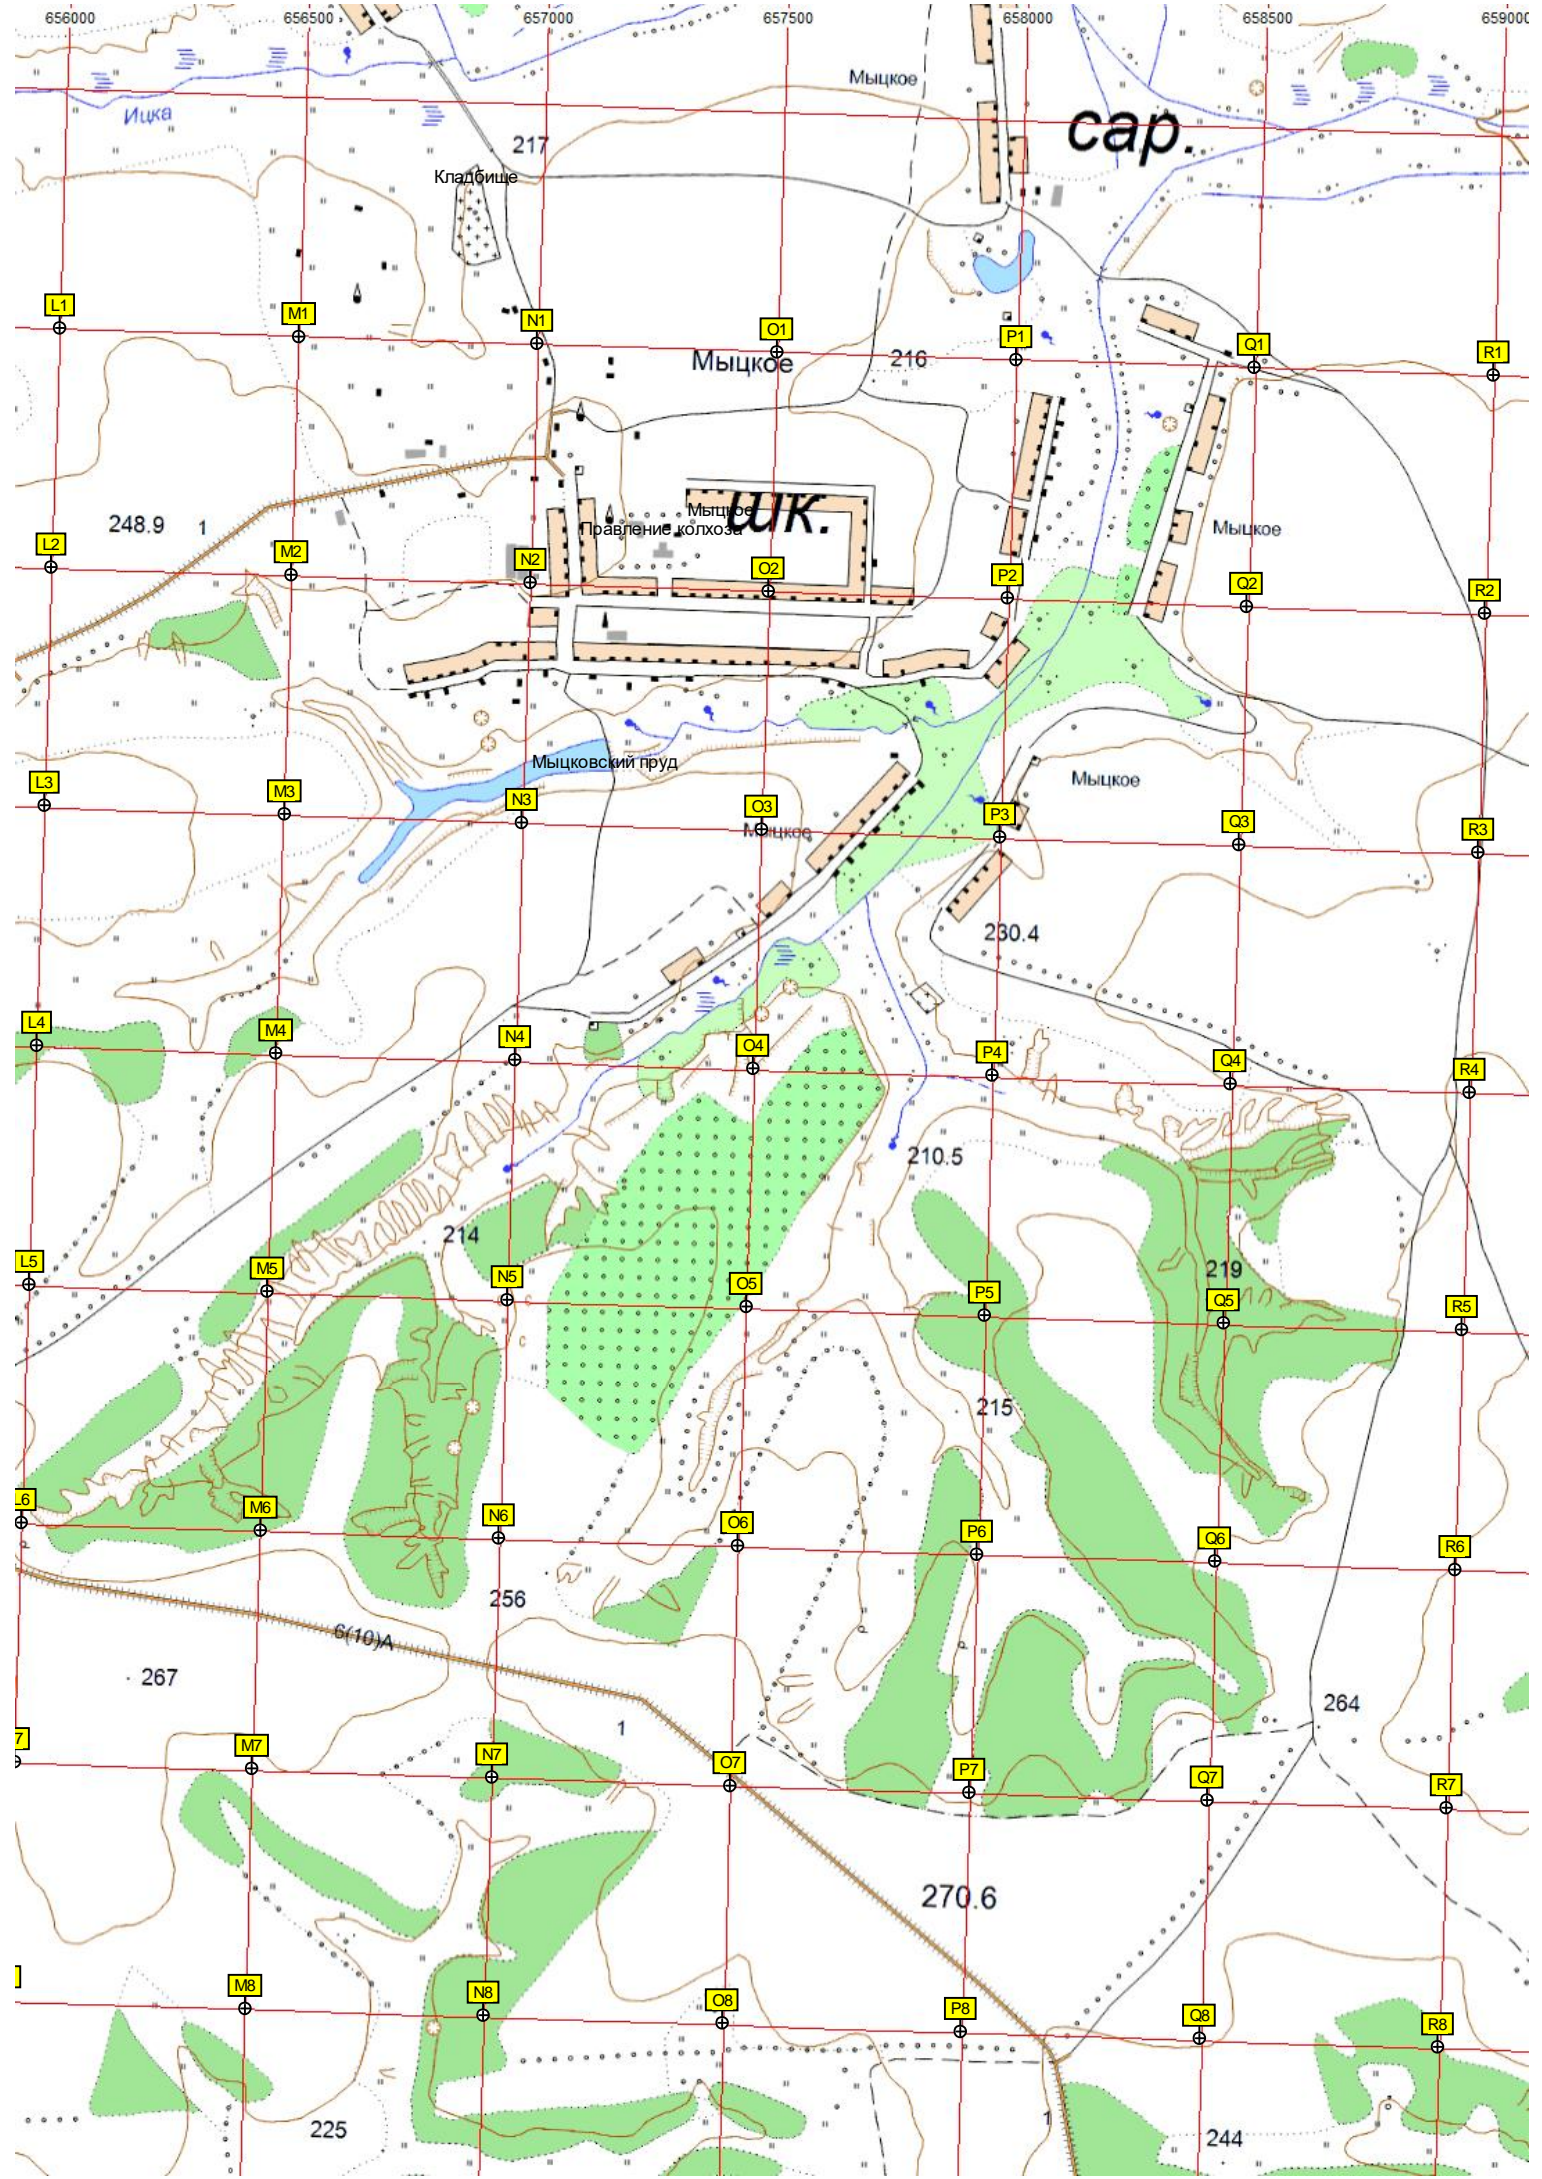 656000 656500 657000 657500 658000 658500 659000
Мыцкое
Ицка
сар.
217
Кладбище
L1 M1 N1 O1 P1 Q1 R1
Мыцкое 216
шк.
Мыцкое
Правление колхоза
248.9 1
Мыцкое
L2 M2 N2 O2 P2 Q2 R2
Мыцковский пруд
Мыцкое
L3 M3 N3 O3 P3 Q3 R3
Мыцкое
230.4
L4 M4 N4 O4 P4 Q4 R4
210.5
214
219
L5 M5 N5 O5 P5 Q5 R5
215
L6 M6 N6 O6 P6 Q6 R6
256
6(10)А
267
264
1
7 M7 N7 O7 P7 Q7 R7
270.6
M8 N8 O8 P8 Q8 R8
1
225
244